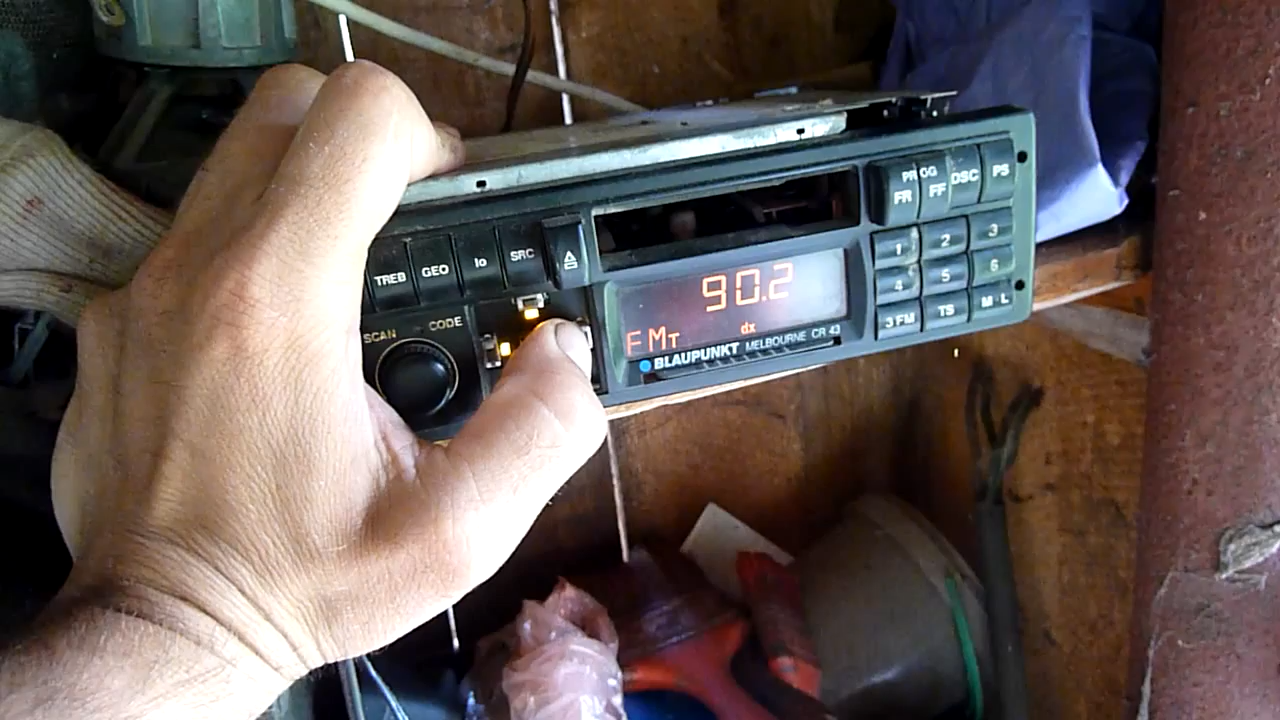 PROG
FR FF DSC PS
TREB GEO lo SRC
1 2 3
4 5 6
3 FM TS M·L
SCAN CODE
90.2
dx
FMT
BLAUPUNKT MELBOURNE CR 43